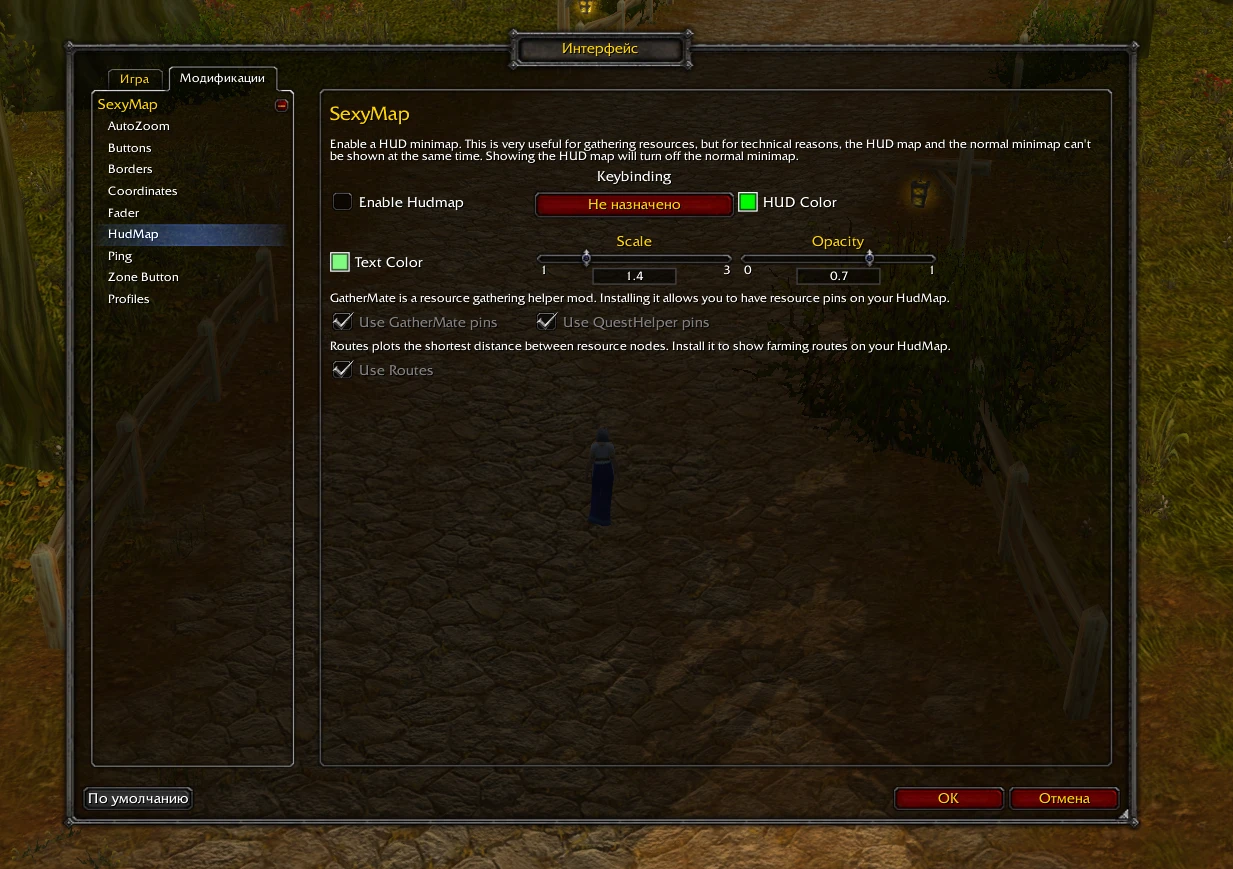 Интерфейс
Игра
Модификации
SexyMap
AutoZoom
Buttons
Borders
Coordinates
Fader
HudMap
Ping
Zone Button
Profiles
SexyMap
Enable a HUD minimap. This is very useful for gathering resources, but for technical reasons, the HUD map and the normal minimap can't
be shown at the same time. Showing the HUD map will turn off the normal minimap.
Keybinding
Enable Hudmap
Не назначено
HUD Color
Scale
Opacity
Text Color
1
3
0
1
1.4
0.7
GatherMate is a resource gathering helper mod. Installing it allows you to have resource pins on your HudMap.
Use GatherMate pins
Use QuestHelper pins
Routes plots the shortest distance between resource nodes. Install it to show farming routes on your HudMap.
Use Routes
По умолчанию
ОК
Отмена